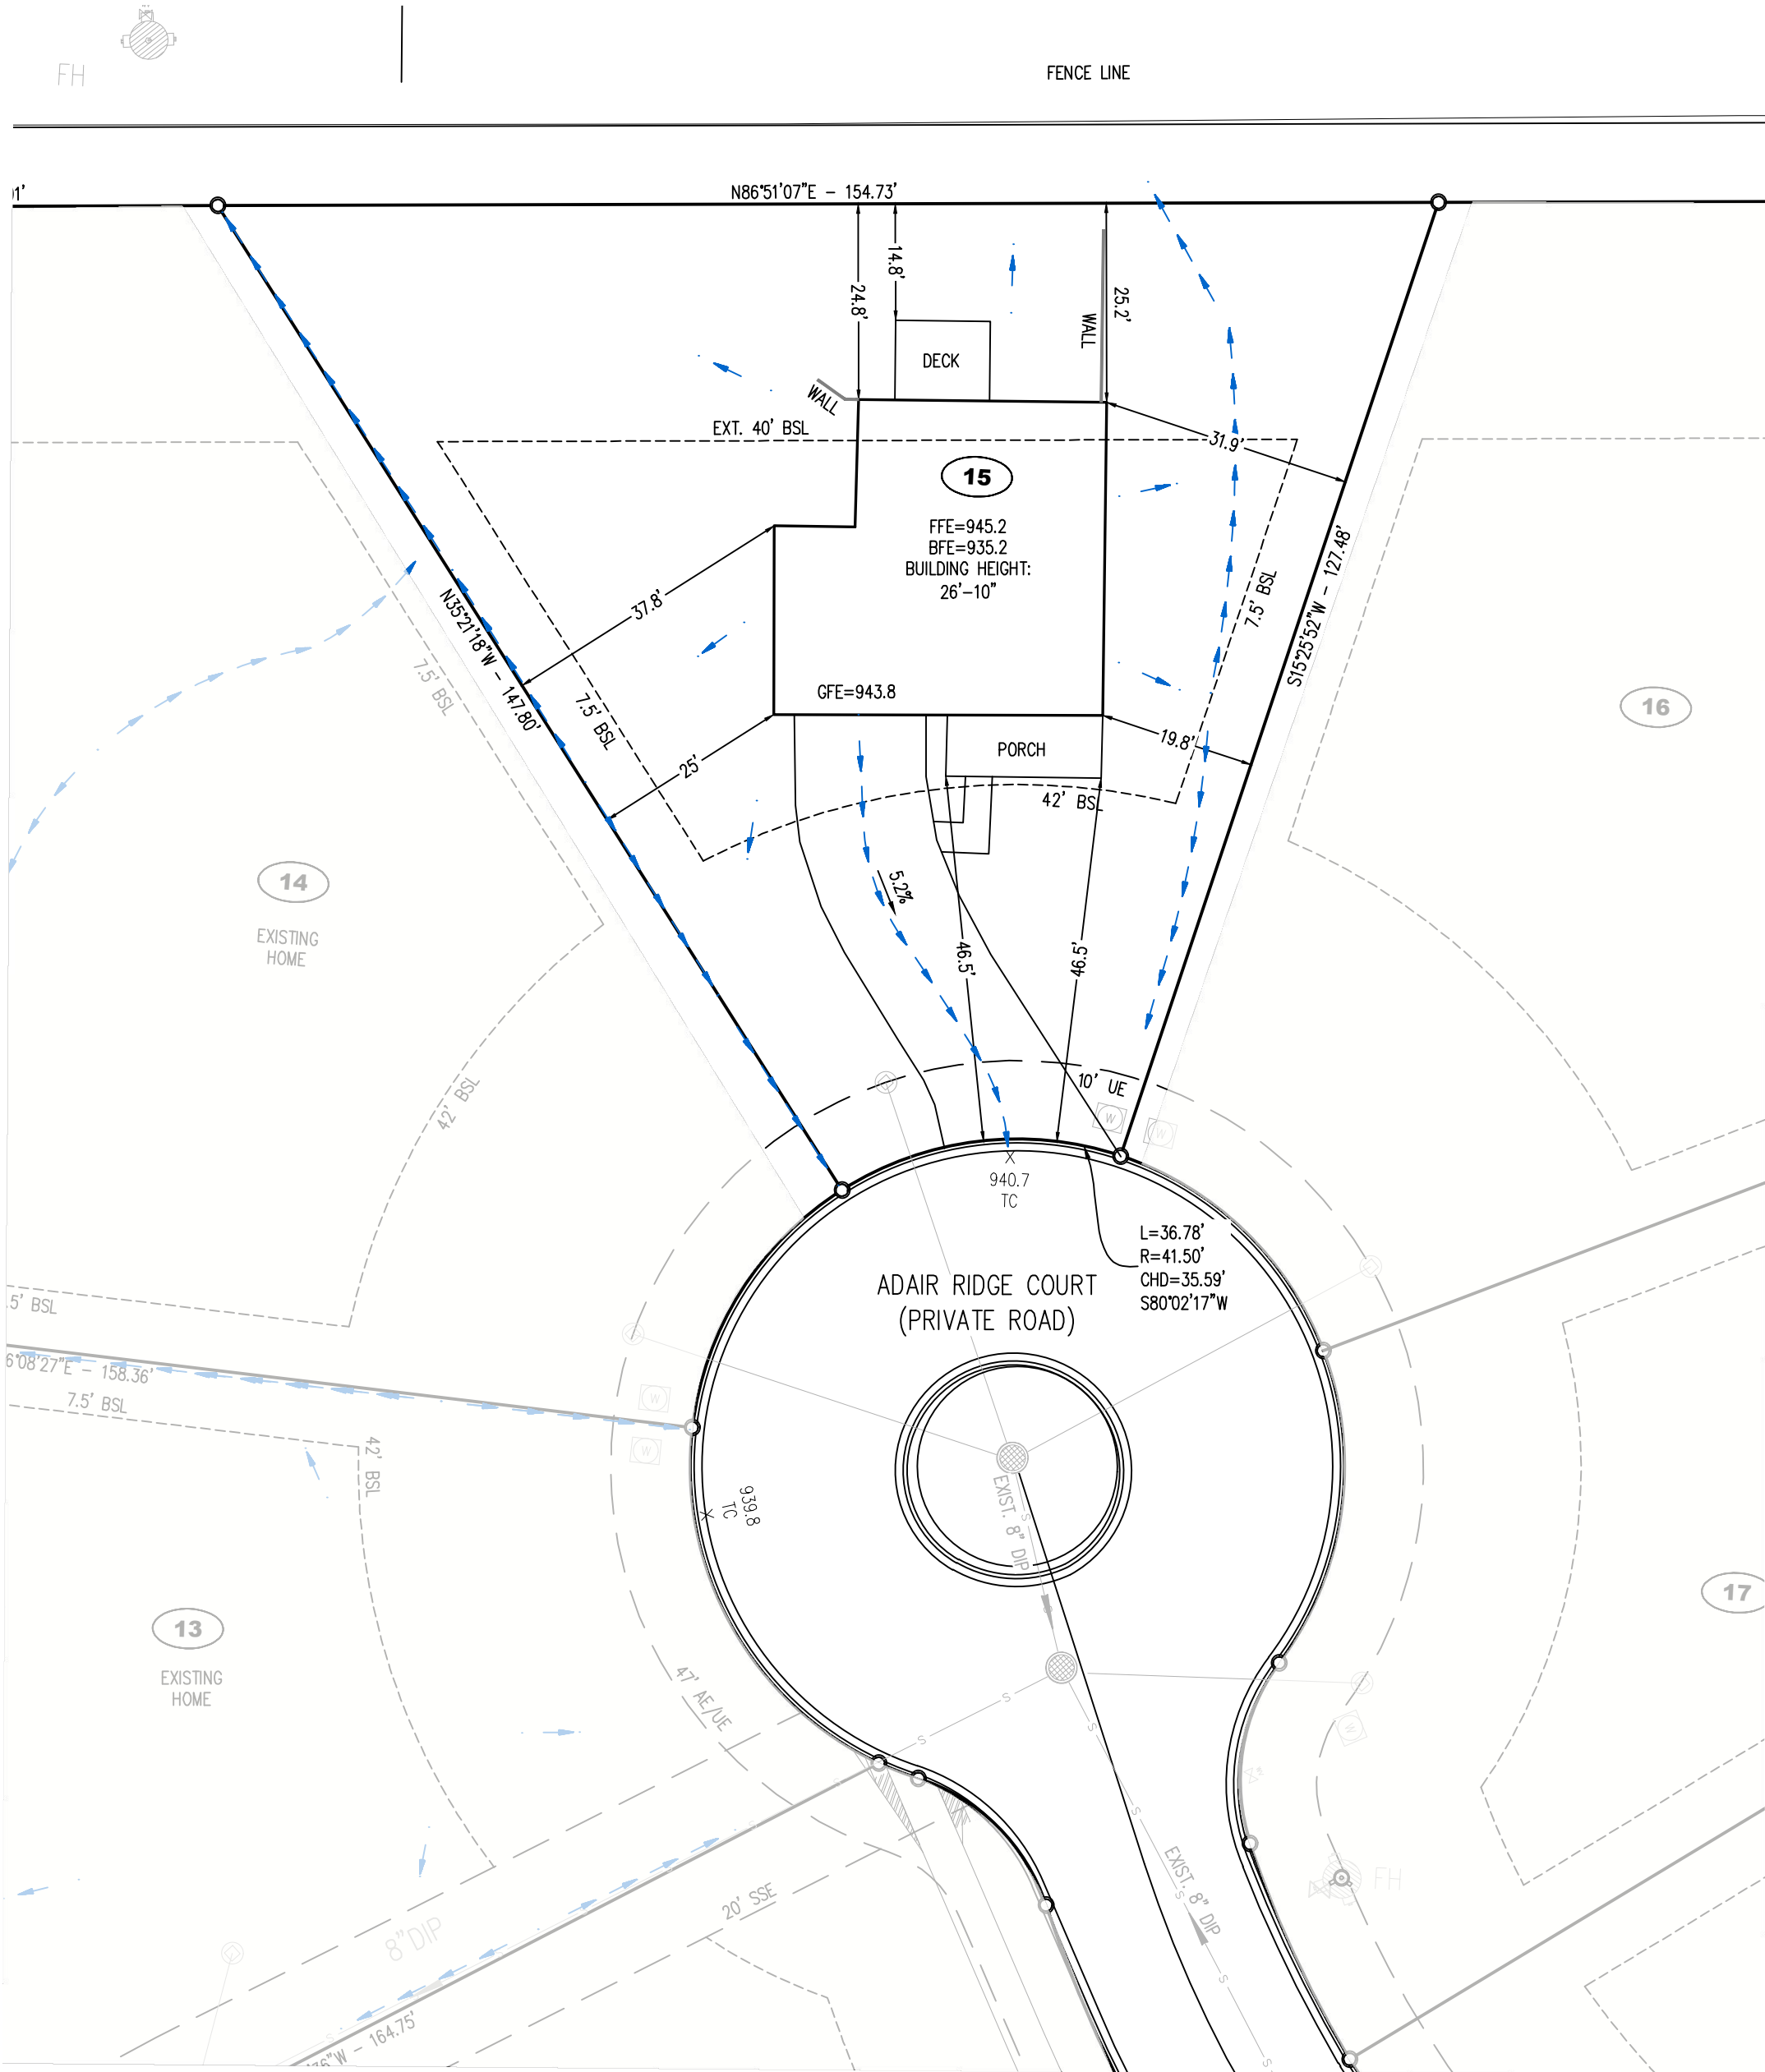 FH
FENCE LINE
1'
N86°51'07"E - 154.73'
14.8'
24.8'
25.2'
WALL
DECK
WALL
EXT. 40' BSL
31.9'
15
FFE=945.2
BFE=935.2
BUILDING HEIGHT:
26'-10"
37.8'
N35°21'18"W - 147.80'
7.5' BSL
S15°25'52"W - 127.48'
7.5' BSL
7.5' BSL
GFE=943.8
16
25'
PORCH
19.8'
42' BSL
14
EXISTING
HOME
5.2%
46.5'
46.5'
42' BSL
10' UE
W
W
940.7
TC
L=36.78'
R=41.50'
CHD=35.59'
S80°02'17"W
ADAIR RIDGE COURT
(PRIVATE ROAD)
.5' BSL
6°08'27"E - 158.36'
7.5' BSL
W
W
42' BSL
939.8
TC
EXIST. 8" DIP
S
S
17
13
EXISTING
HOME
47' AE/UE
S
S
S
W
S
20' SSE
8"DIP
EXIST. 8" DIP
S
FH
S
S
S
S
36"W - 164.75'